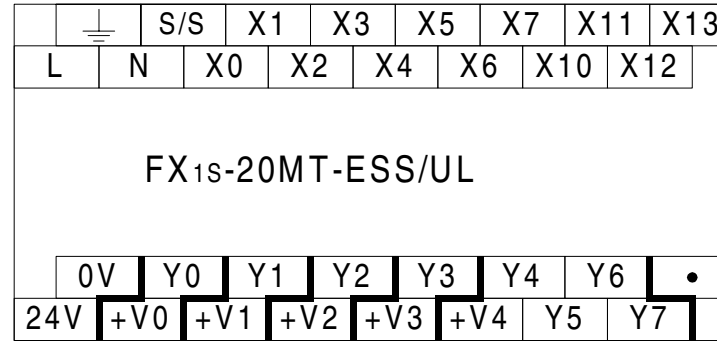 ⏚ S/S X1 X3 X5 X7 X11 X13
L N X0 X2 X4 X6 X10 X12
FX1S-20MT-ESS/UL
0V Y0 Y1 Y2 Y3 Y4 Y6 •
24V +V0 +V1 +V2 +V3 +V4 Y5 Y7